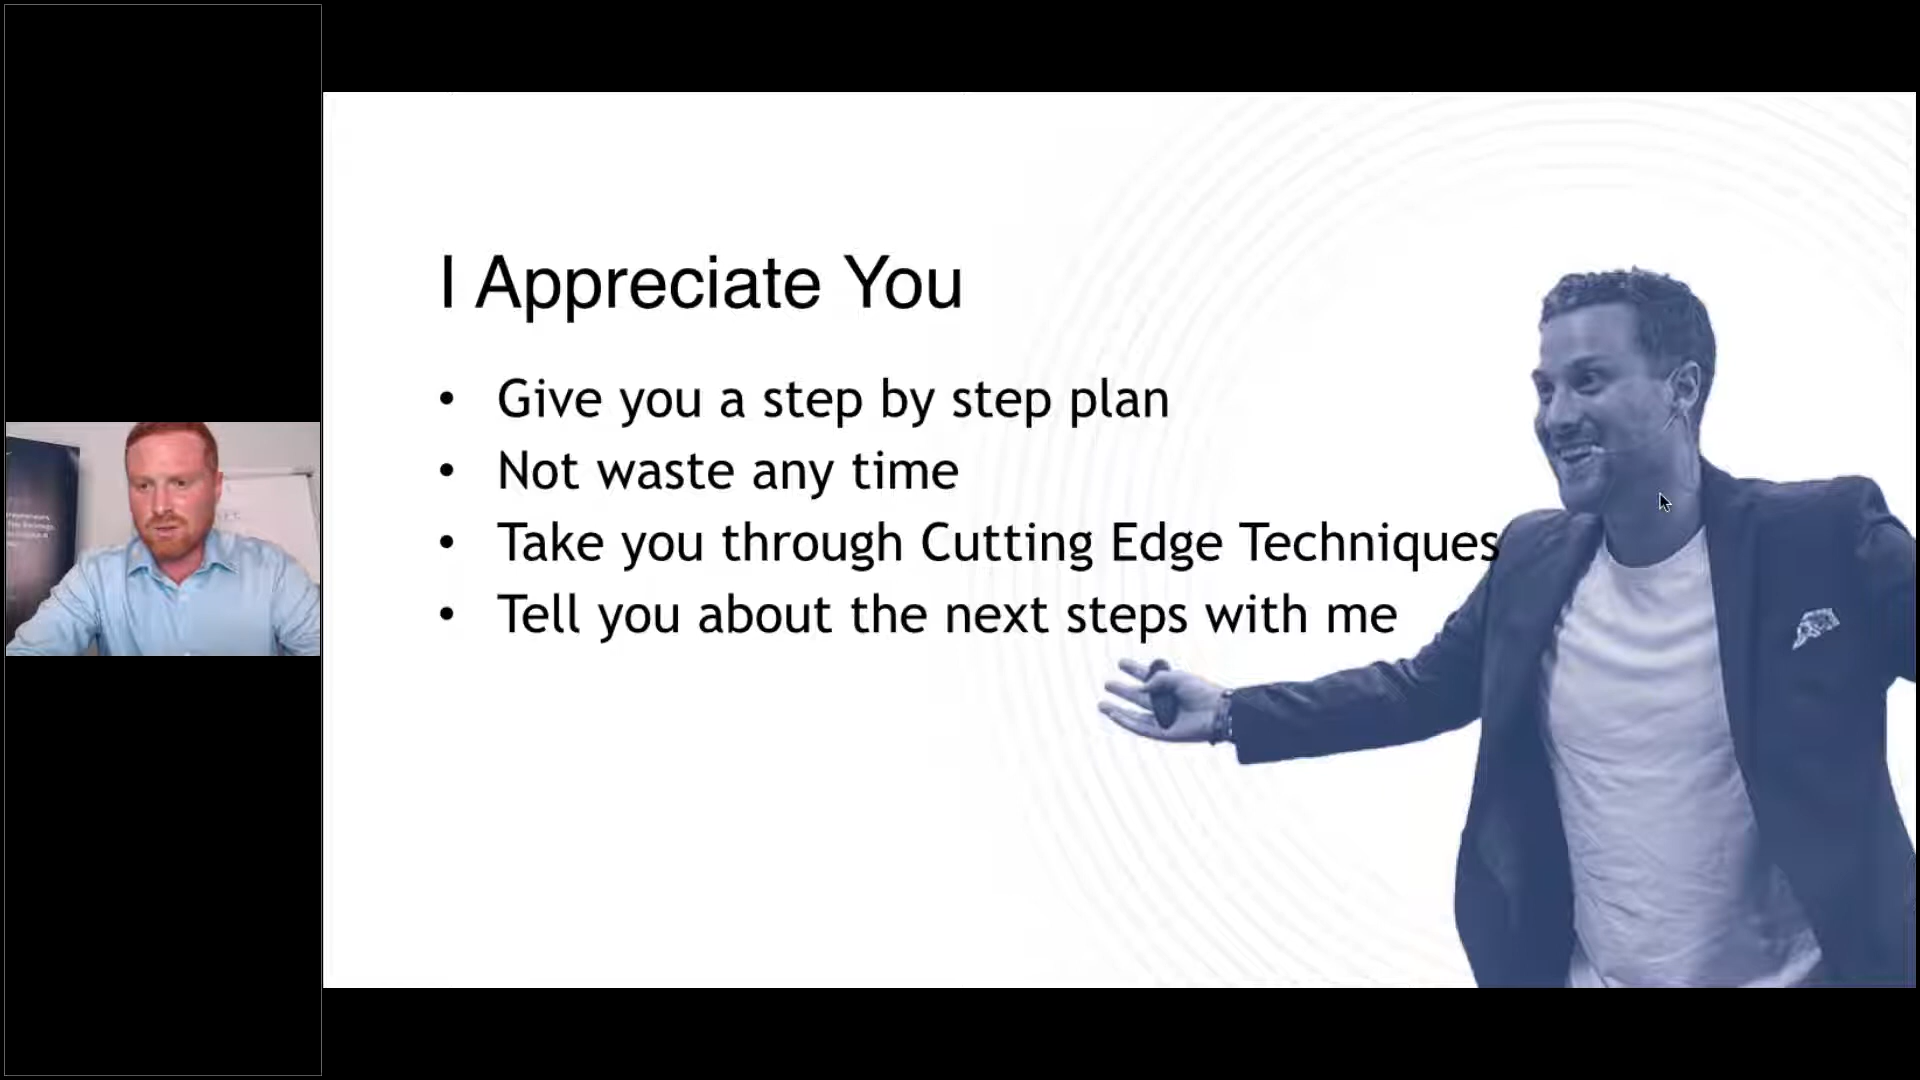 I Appreciate You
• Give you a step by step plan
• Not waste any time
• Take you through Cutting Edge Techniques
• Tell you about the next steps with me